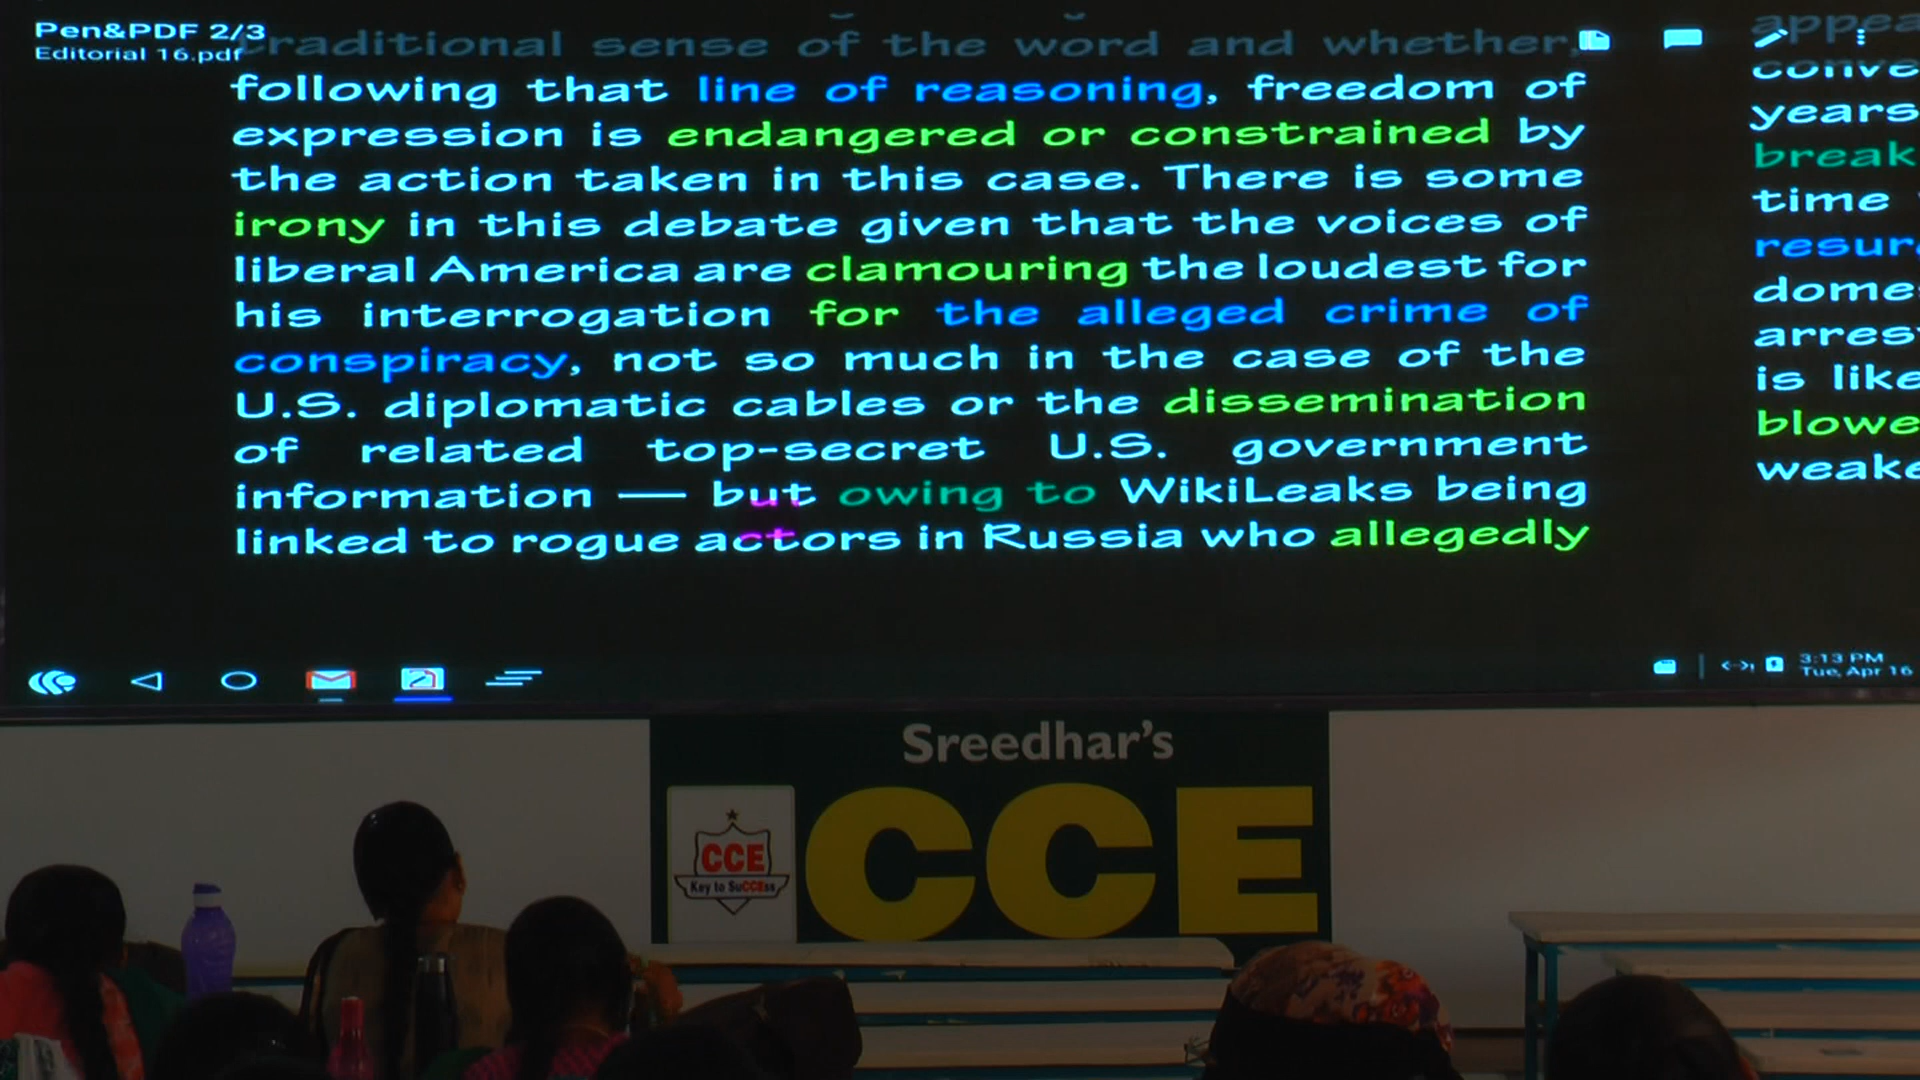 Pen&PDF 2/3
Editorial 16.pdf
traditional sense of the word and whether,
following that line of reasoning, freedom of
expression is endangered or constrained by
the action taken in this case. There is some
irony in this debate given that the voices of
liberal America are clamouring the loudest for
his interrogation for the alleged crime of
conspiracy, not so much in the case of the
U.S. diplomatic cables or the dissemination
of related top-secret U.S. government
information — but owing to WikiLeaks being
linked to rogue actors in Russia who allegedly
appea
conve
years
break
time
resur
domes
arrest
is like
blowe
weake
3:13 PM
Tue, Apr 16
Sreedhar's
CCE
CCE
Key to SuCCEss